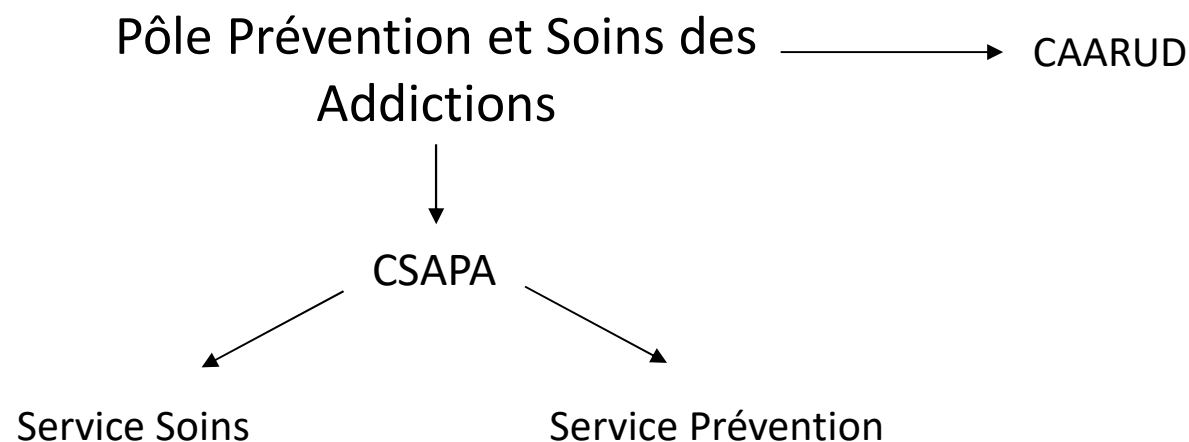 Pôle Prévention et Soins des
Addictions
CAARUD
CSAPA
Service Soins
Service Prévention